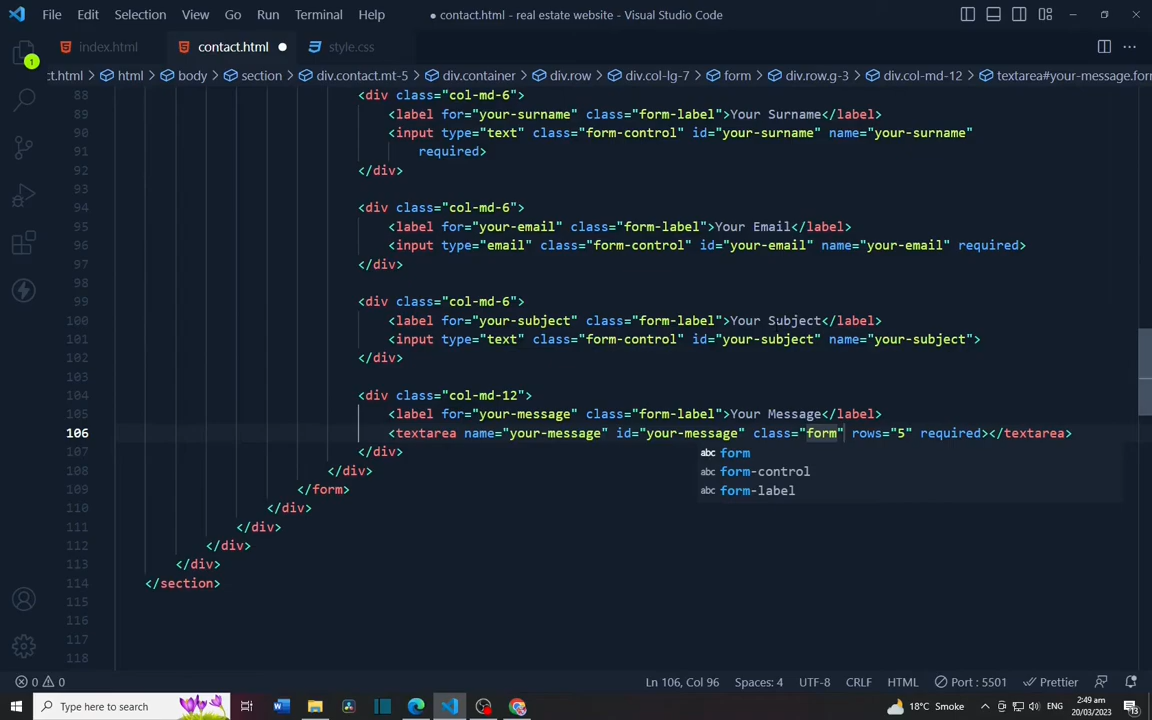 File Edit Selection View Go Run Terminal Help
● contact.html - real estate website - Visual Studio Code
1
index.html
contact.html
style.css
ct.html > html > body > section > div.contact.mt-5 > div.container > div.row > div.col-lg-7 > form > div.row.g-3 > div.col-md-12 > textarea#your-message.for
88 <div class="col-md-6">
89 <label for="your-surname" class="form-label">Your Surname</label>
90 <input type="text" class="form-control" id="your-surname" name="your-surname"
91 required>
92 </div>
93
94 <div class="col-md-6">
95 <label for="your-email" class="form-label">Your Email</label>
96 <input type="email" class="form-control" id="your-email" name="your-email" required>
97 </div>
98
99 <div class="col-md-6">
100 <label for="your-subject" class="form-label">Your Subject</label>
101 <input type="text" class="form-control" id="your-subject" name="your-subject">
102 </div>
103
104 <div class="col-md-12">
105 <label for="your-message" class="form-label">Your Message</label>
106 <textarea name="your-message" id="your-message" class="form" rows="5" required></textarea>
abc form
abc form-control
abc form-label
107 </div>
108 </div>
109 </form>
110 </div>
111 </div>
112 </div>
113 </div>
114 </section>
115
116
117
118
0 0
Ln 106, Col 96 Spaces: 4 UTF-8 CRLF HTML Port : 5501 Prettier
Type here to search
18°C Smoke
ENG
2:49 am
20/03/2023
13